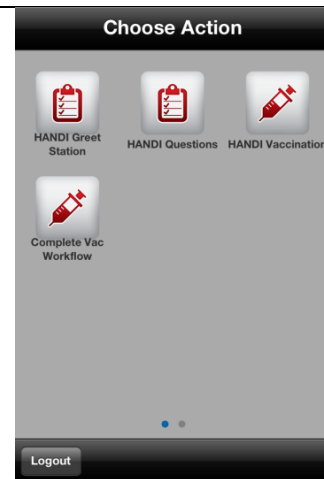 Choose Action
HANDI Greet
Station
HANDI Questions
HANDI Vaccination
Complete Vac
Workflow
Logout